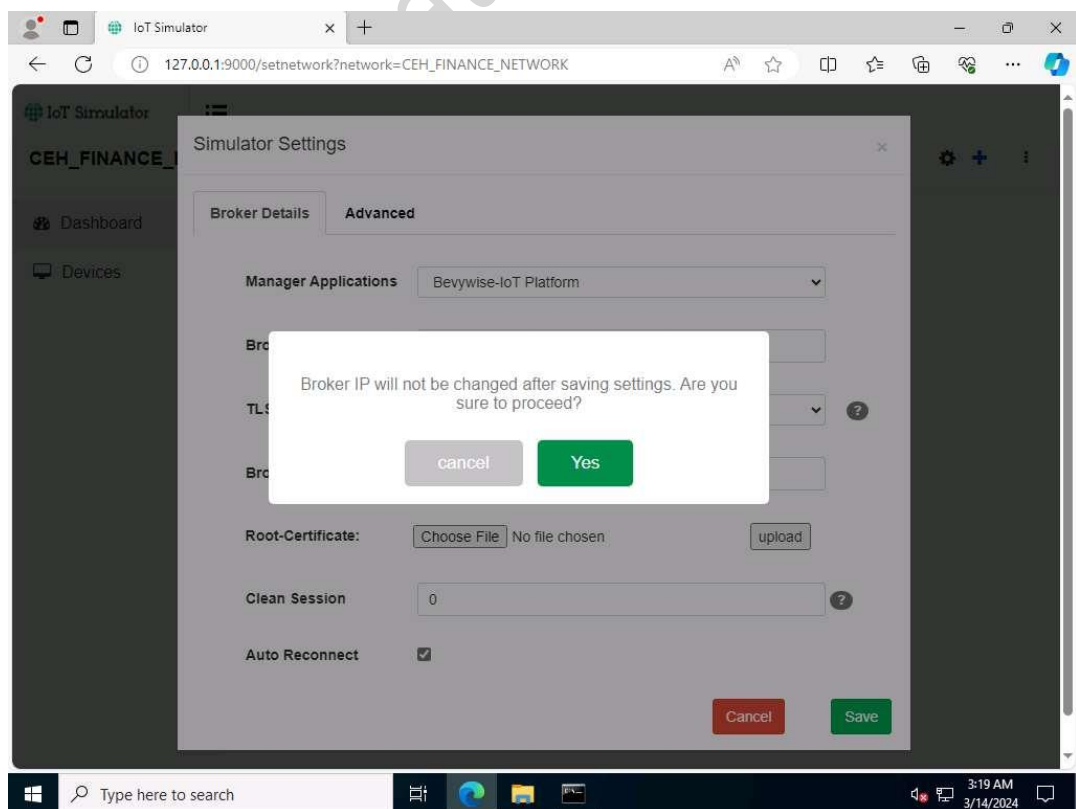 IoT Simulator
127.0.0.1:9000/setnetwork?network=CEH_FINANCE_NETWORK
IoT Simulator
CEH_FINANCE_
Simulator Settings
Dashboard
Devices
Broker Details Advanced
Manager Applications Bevywise-IoT Platform
Bro
TLS
Bro
Broker IP will not be changed after saving settings. Are you
sure to proceed?
cancel Yes
Root-Certificate: Choose File No file chosen upload
Clean Session 0
Auto Reconnect
Cancel Save
Type here to search
3:19 AM
3/14/2024